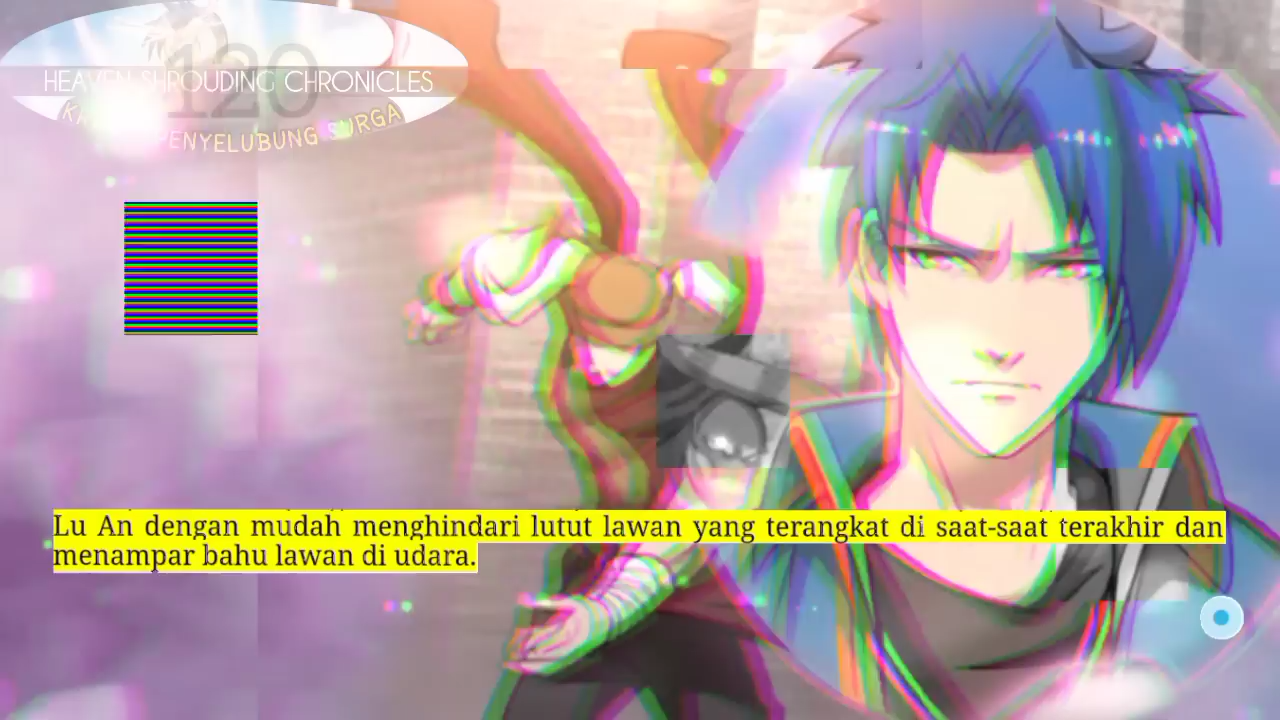 120
HEAVEN SHROUDING CHRONICLES
PENYELUBUNG SURGA
Lu An dengan mudah menghindari lutut lawan yang terangkat di saat-saat terakhir dan
menampar bahu lawan di udara.